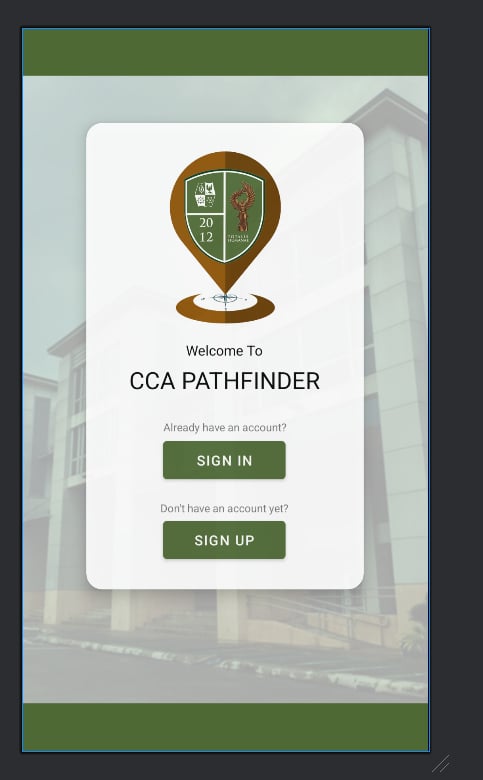 20
12
Welcome To
CCA PATHFINDER
Already have an account?
SIGN IN
Don't have an account yet?
SIGN UP